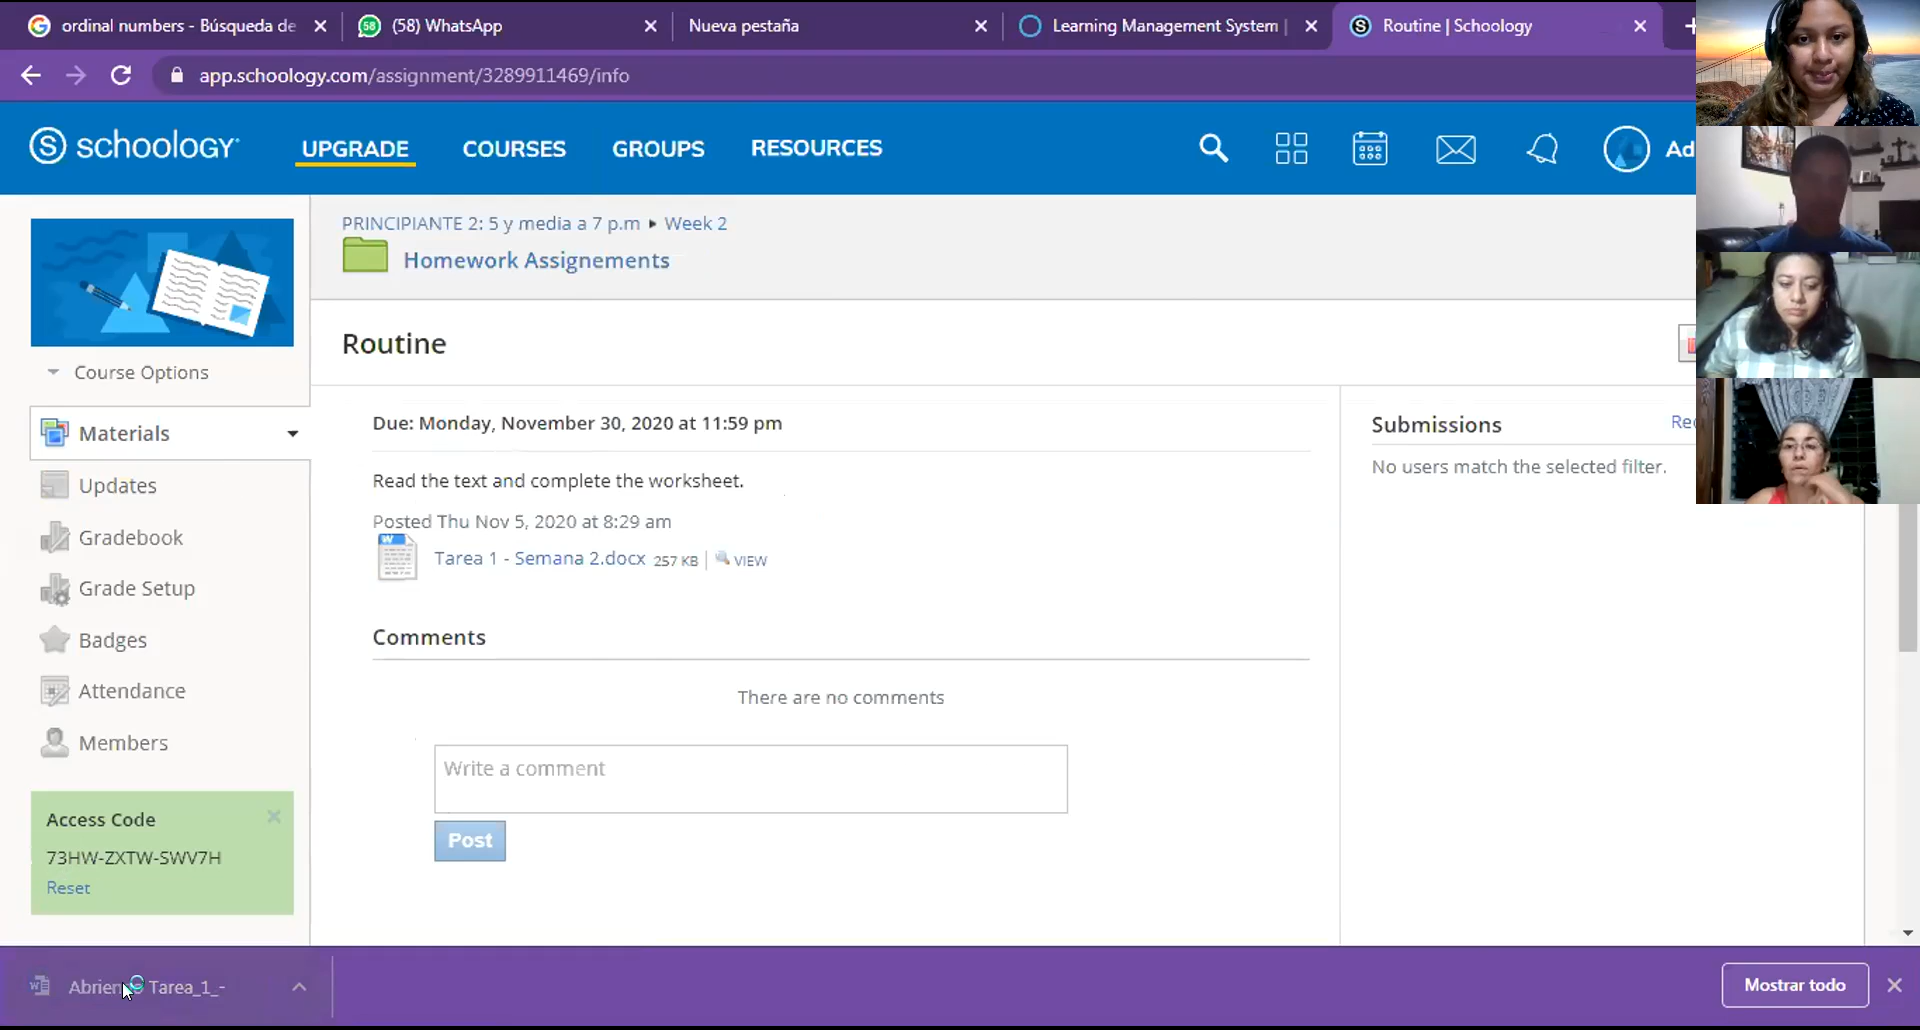 ordinal numbers - Búsqueda de
58
(58) WhatsApp
Nueva pestaña
Learning Management System |
Routine | Schoology
app.schoology.com/assignment/3289911469/info
S schoology
UPGRADE
COURSES
GROUPS
RESOURCES
Ad
PRINCIPIANTE 2: 5 y media a 7 p.m
Week 2
Homework Assignements
Routine
Course Options
Materials
Updates
Gradebook
Grade Setup
Badges
Attendance
Members
Access Code
73HW-ZXTW-SWV7H
Reset
Due: Monday, November 30, 2020 at 11:59 pm
Read the text and complete the worksheet.
Posted Thu Nov 5, 2020 at 8:29 am
Tarea 1 - Semana 2.docx 257 KB | VIEW
Comments
There are no comments
Write a comment
Post
Submissions
Rec
No users match the selected filter.
Tarea_1_-
Mostrar todo